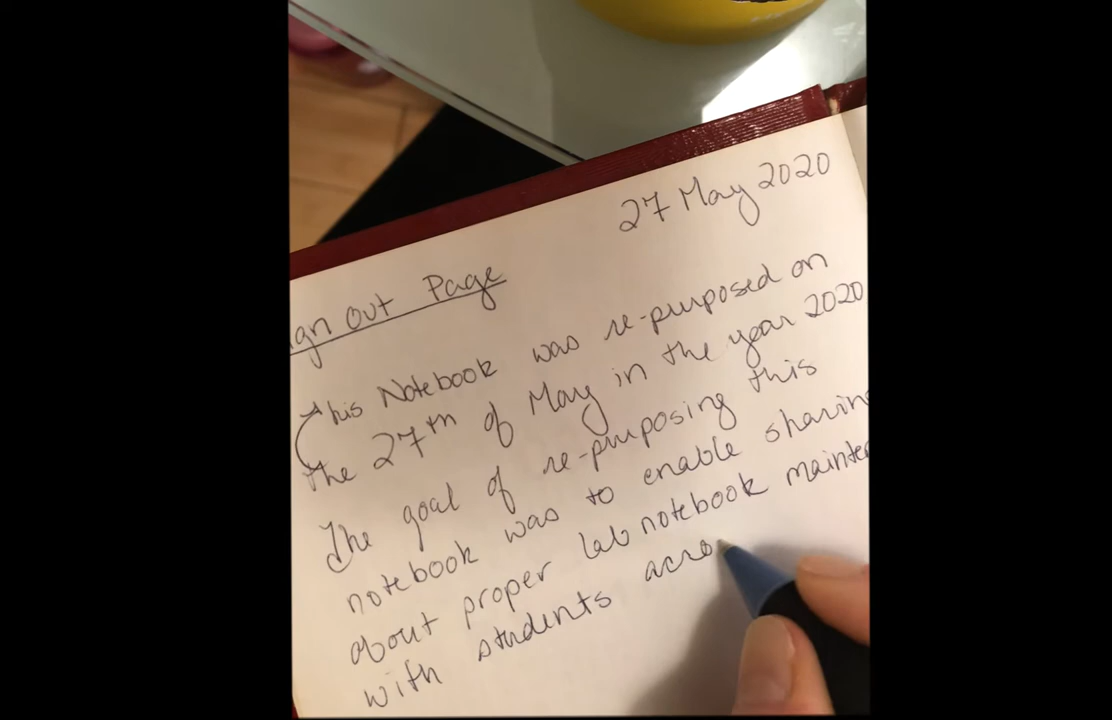 27 May 2020
ign Out Page
This Notebook was re-purposed on
the 27th of May in the year 2020
The goal of re-purposing this
notebook was to enable sharing
about proper lab notebook mainte
with students acro